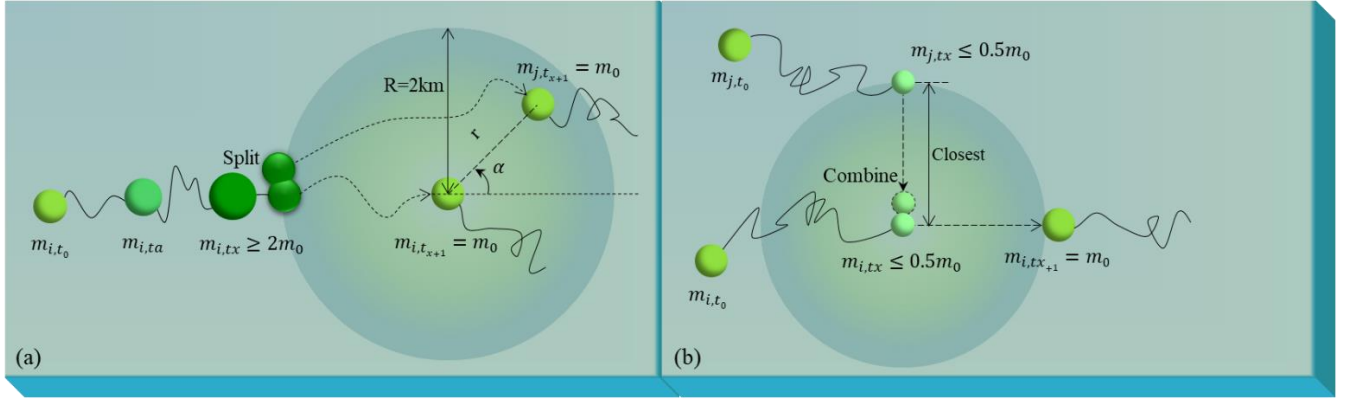 R=2km
m_{j,t_{x+1}} = m_0
r
α
Split
m_{i,t_0}
m_{i,ta}
m_{i,tx} ≥ 2m_0
m_{i,t_{x+1}} = m_0
(a)
m_{j,t_0}
m_{j,tx} ≤ 0.5m_0
Closest
Combine
m_{i,t_0}
m_{i,tx} ≤ 0.5m_0
m_{i,tx_{+1}} = m_0
(b)